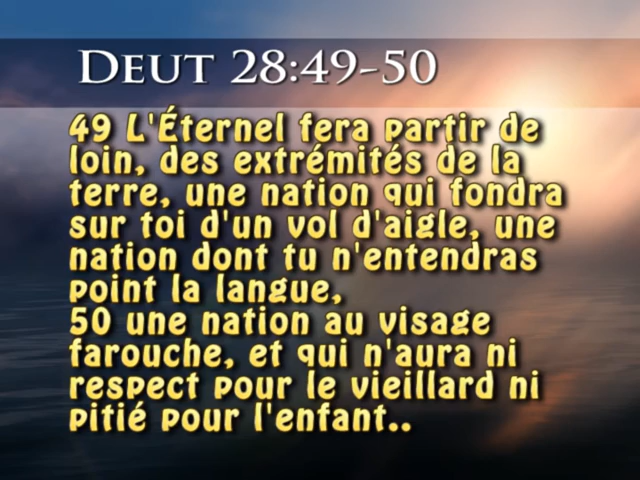 DEUT 28:49-50
49 L'Éternel fera partir de
loin, des extrémités de la
terre, une nation qui fondra
sur toi d'un vol d'aigle, une
nation dont tu n'entendras
point la langue,
50 une nation au visage
farouche, et qui n'aura ni
respect pour le vieillard ni
pitié pour l'enfant..